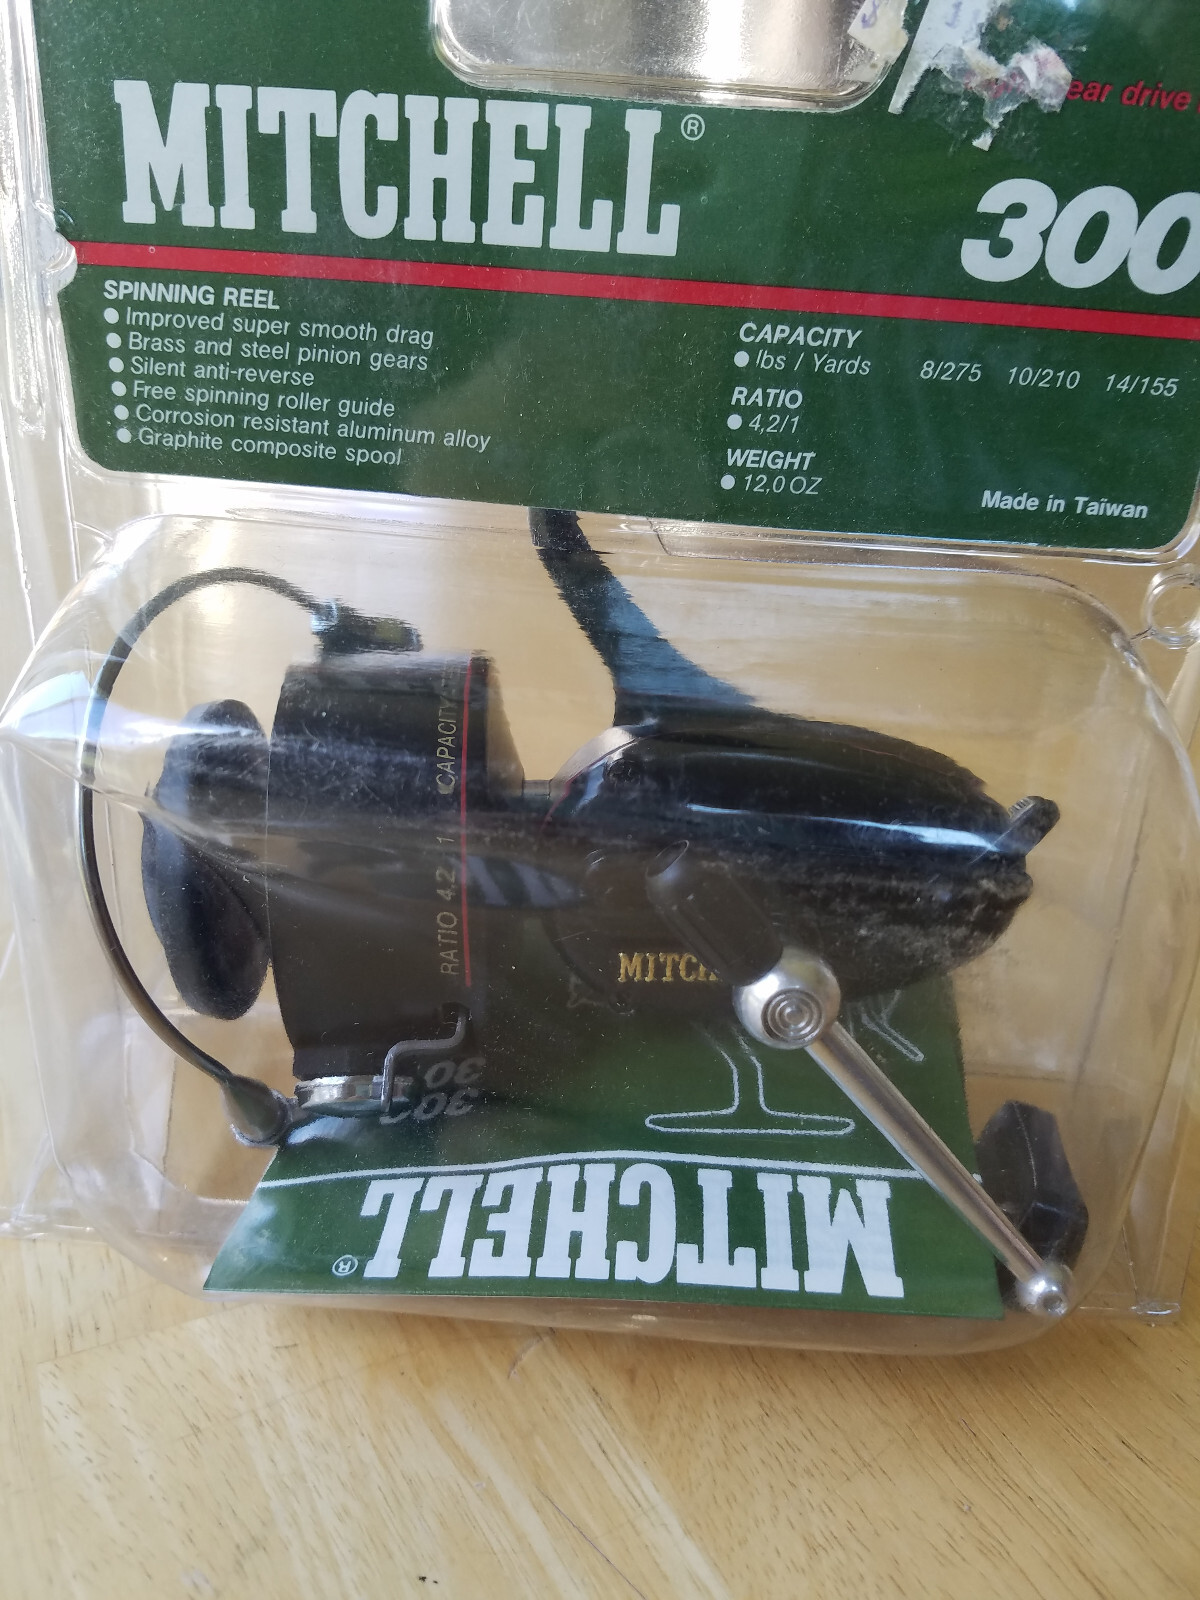 ear drive
MITCHELL®
300
SPINNING REEL
● Improved super smooth drag
● Brass and steel pinion gears
● Silent anti-reverse
● Free spinning roller guide
● Corrosion resistant aluminum alloy
● Graphite composite spool
CAPACITY
● lbs / Yards 8/275 10/210 14/155
RATIO
● 4,2/1
WEIGHT
● 12,0 OZ
Made in Taïwan
RATIO 4,2 / 1 CAPACITY
MITCH
MITCHELL®